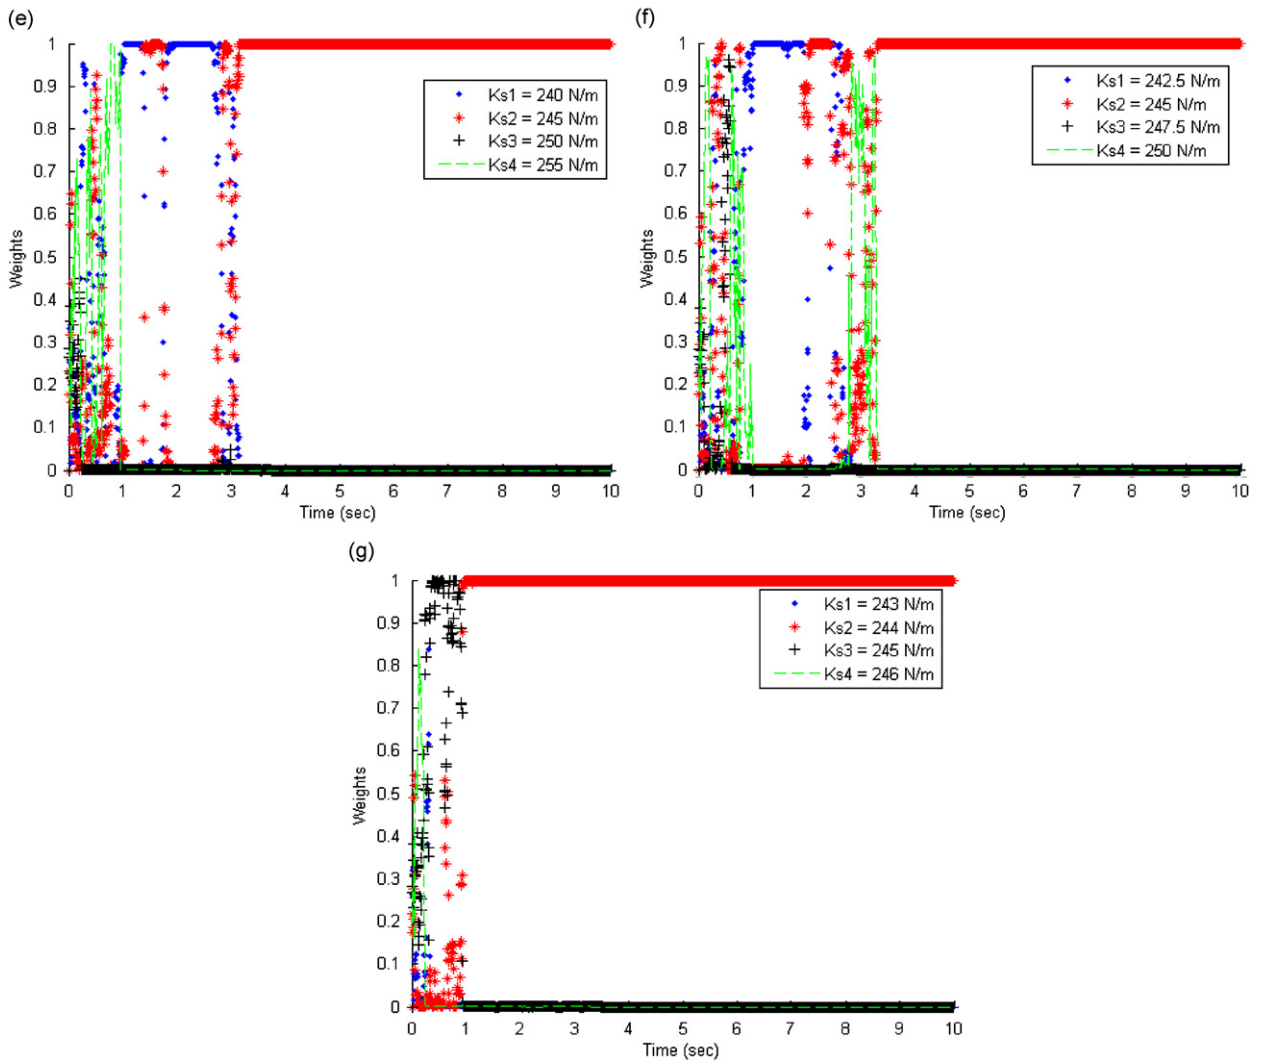 (e)
1
0.9
0.8
0.7
0.6
0.5
0.4
0.3
0.2
0.1
0
Weights
Ks1 = 240 N/m
Ks2 = 245 N/m
Ks3 = 250 N/m
Ks4 = 255 N/m
0 1 2 3 4 5 6 7 8 9 10
Time (sec)
(f)
1
0.9
0.8
0.7
0.6
0.5
0.4
0.3
0.2
0.1
0
Weights
Ks1 = 242.5 N/m
Ks2 = 245 N/m
Ks3 = 247.5 N/m
Ks4 = 250 N/m
0 1 2 3 4 5 6 7 8 9 10
Time (sec)
(g)
1
0.9
0.8
0.7
0.6
0.5
0.4
0.3
0.2
0.1
0
Weights
Ks1 = 243 N/m
Ks2 = 244 N/m
Ks3 = 245 N/m
Ks4 = 246 N/m
0 1 2 3 4 5 6 7 8 9 10
Time (sec)